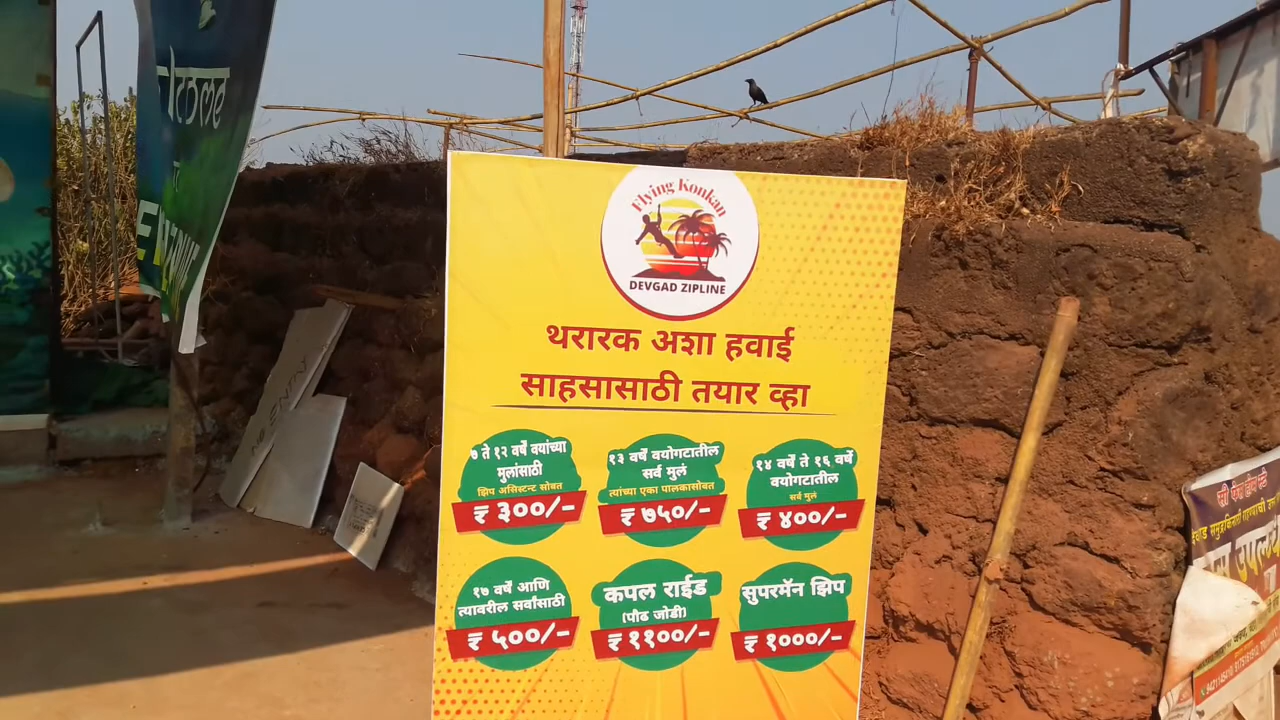 NO ENTRY
Flying Konkan
DEVGAD ZIPLINE
थरारक अशा हवाई
साहसासाठी तयार व्हा
७ ते १२ वर्षे वयांच्या
मुलांसाठी
झिप असिस्टन्ट सोबत
₹ ३००/-
१३ वर्षे वयोगटातील
सर्व मुलं
त्यांच्या एका पालकासोबत
₹ ७५०/-
१४ वर्षे ते १६ वर्षे
वयोगटातील
सर्व मुलं
₹ ४००/-
१७ वर्षे आणि
त्यावरील सर्वांसाठी
₹ ५००/-
कपल राईड
(पौढ जोडी)
₹ ११००/-
सुपरमॅन झिप
₹ १०००/-